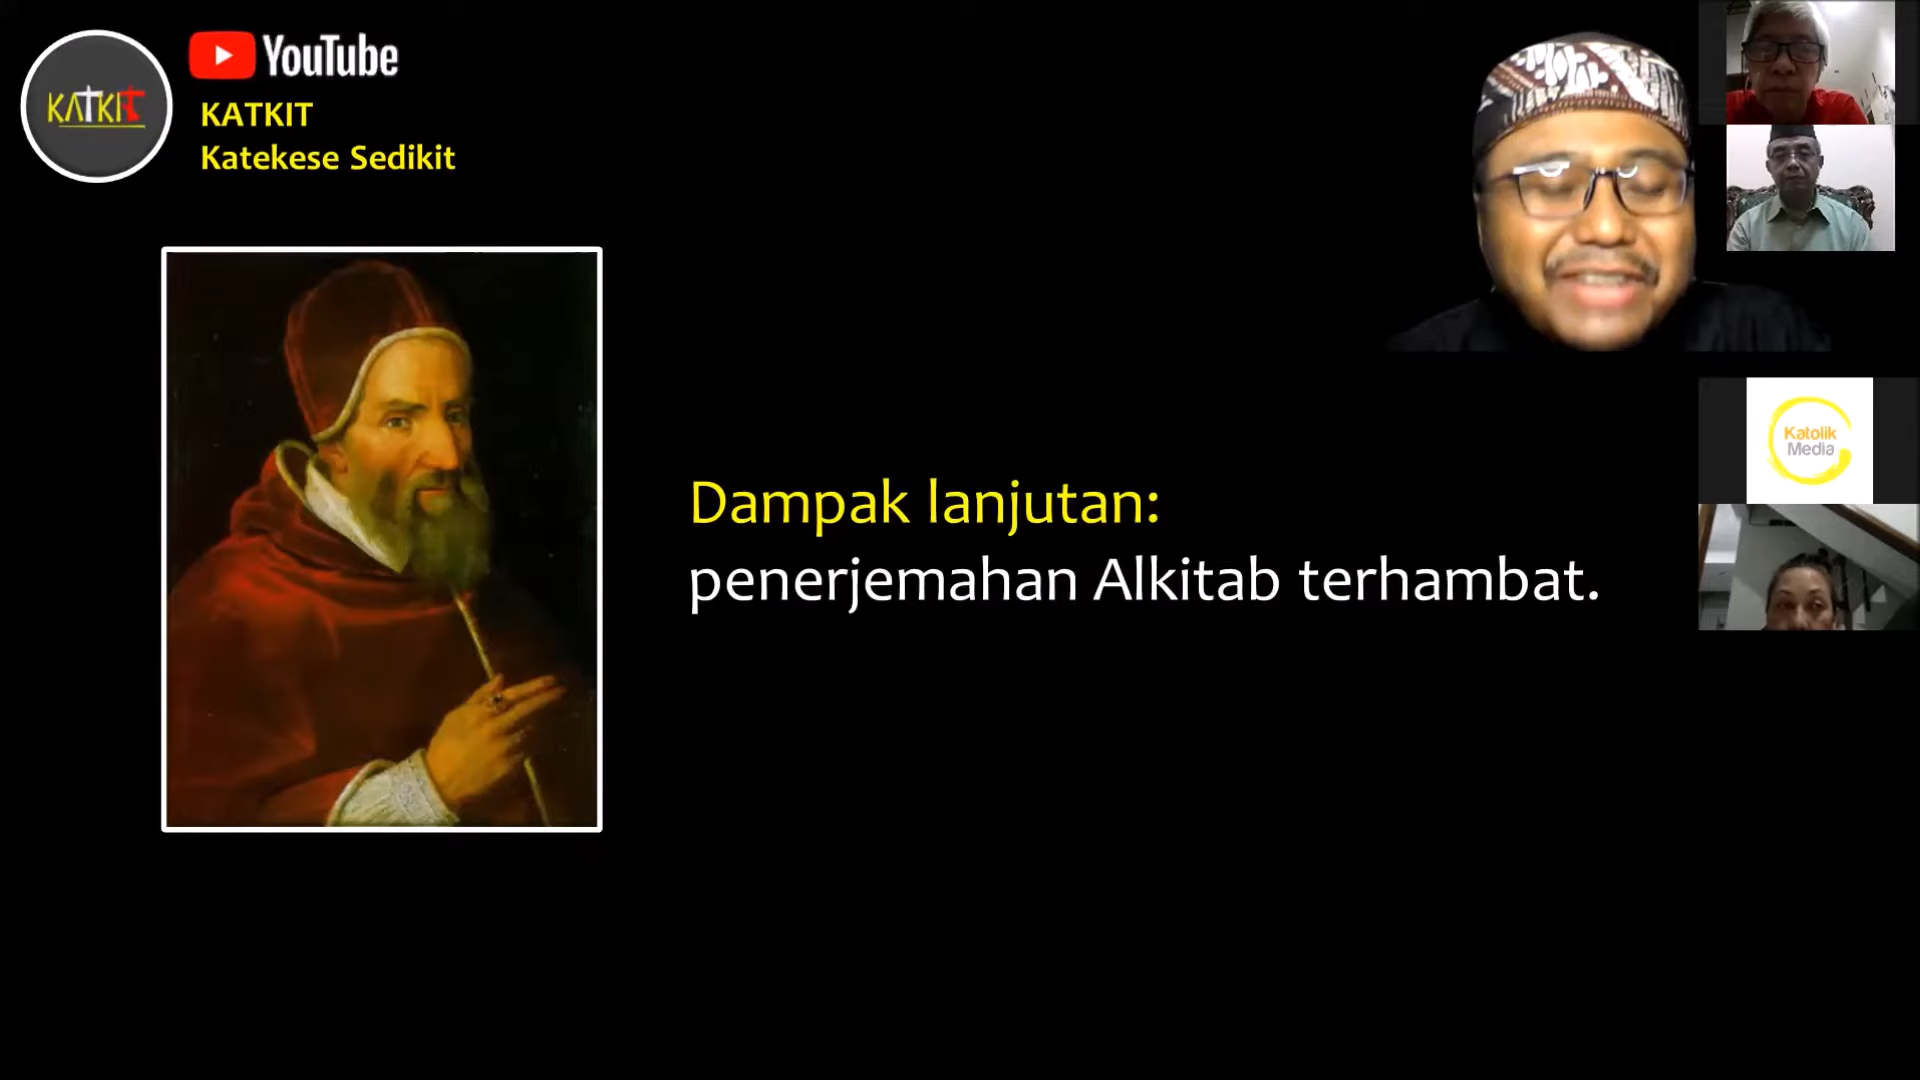 KATKIT
YouTube
KATKIT
Katekese Sedikit
Katolik
Media
Dampak lanjutan:
penerjemahan Alkitab terhambat.